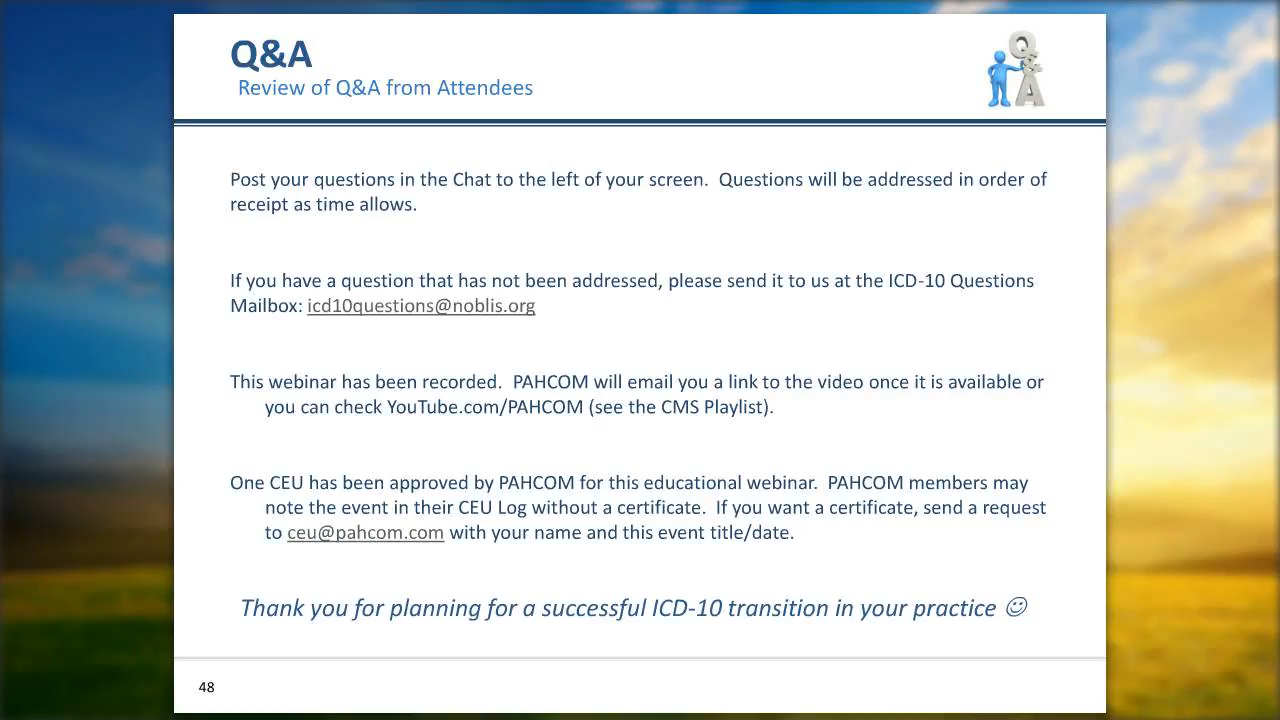 Q&A
Review of Q&A from Attendees
Q
&
A
Post your questions in the Chat to the left of your screen.  Questions will be addressed in order of
receipt as time allows.
If you have a question that has not been addressed, please send it to us at the ICD-10 Questions
Mailbox: icd10questions@noblis.org
This webinar has been recorded.  PAHCOM will email you a link to the video once it is available or
you can check YouTube.com/PAHCOM (see the CMS Playlist).
One CEU has been approved by PAHCOM for this educational webinar.  PAHCOM members may
note the event in their CEU Log without a certificate.  If you want a certificate, send a request
to ceu@pahcom.com with your name and this event title/date.
Thank you for planning for a successful ICD-10 transition in your practice ☺
48